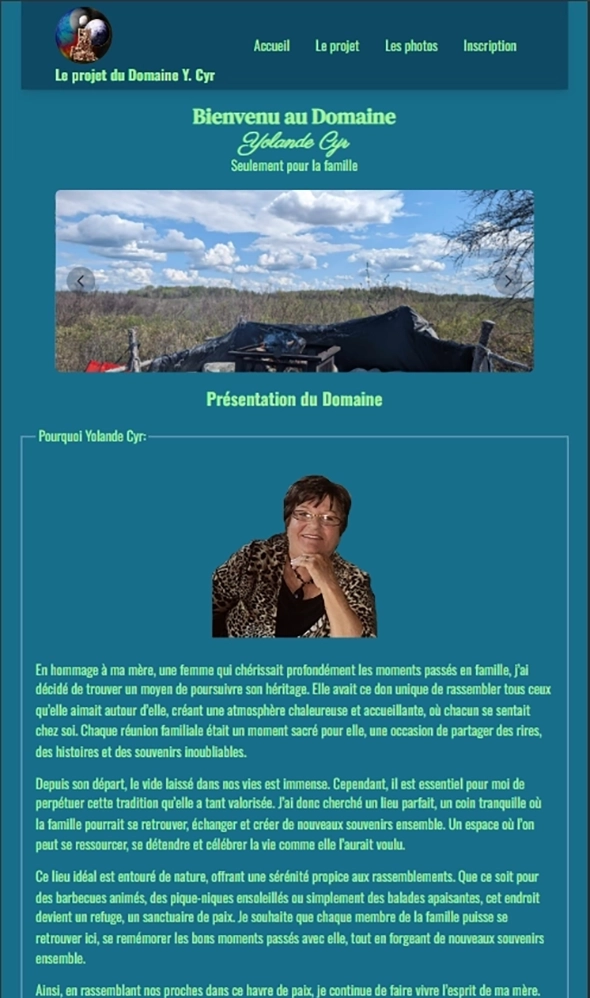 Accueil Le projet Les photos Inscription
Le projet du Domaine Y. Cyr
Bienvenu au Domaine
Yolande Cyr
Seulement pour la famille
Présentation du Domaine
Pourquoi Yolande Cyr:
En hommage à ma mère, une femme qui chérissait profondément les moments passés en famille, j'ai
décidé de trouver un moyen de poursuivre son héritage. Elle avait ce don unique de rassembler tous ceux
qu'elle aimait autour d'elle, créant une atmosphère chaleureuse et accueillante, où chacun se sentait
chez soi. Chaque réunion familiale était un moment sacré pour elle, une occasion de partager des rires,
des histoires et des souvenirs inoubliables.
Depuis son départ, le vide laissé dans nos vies est immense. Cependant, il est essentiel pour moi de
perpétuer cette tradition qu'elle a tant valorisée. J'ai donc cherché un lieu parfait, un coin tranquille où
la famille pourrait se retrouver, échanger et créer de nouveaux souvenirs ensemble. Un espace où l'on
peut se ressourcer, se détendre et célébrer la vie comme elle l'aurait voulu.
Ce lieu idéal est entouré de nature, offrant une sérénité propice aux rassemblements. Que ce soit pour
des barbecues animés, des pique-niques ensoleillés ou simplement des balades apaisantes, cet endroit
devient un refuge, un sanctuaire de paix. Je souhaite que chaque membre de la famille puisse se
retrouver ici, se remémorer les bons moments passés avec elle, tout en forgeant de nouveaux souvenirs
ensemble.
Ainsi, en rassemblant nos proches dans ce havre de paix, je continue de faire vivre l'esprit de ma mère.